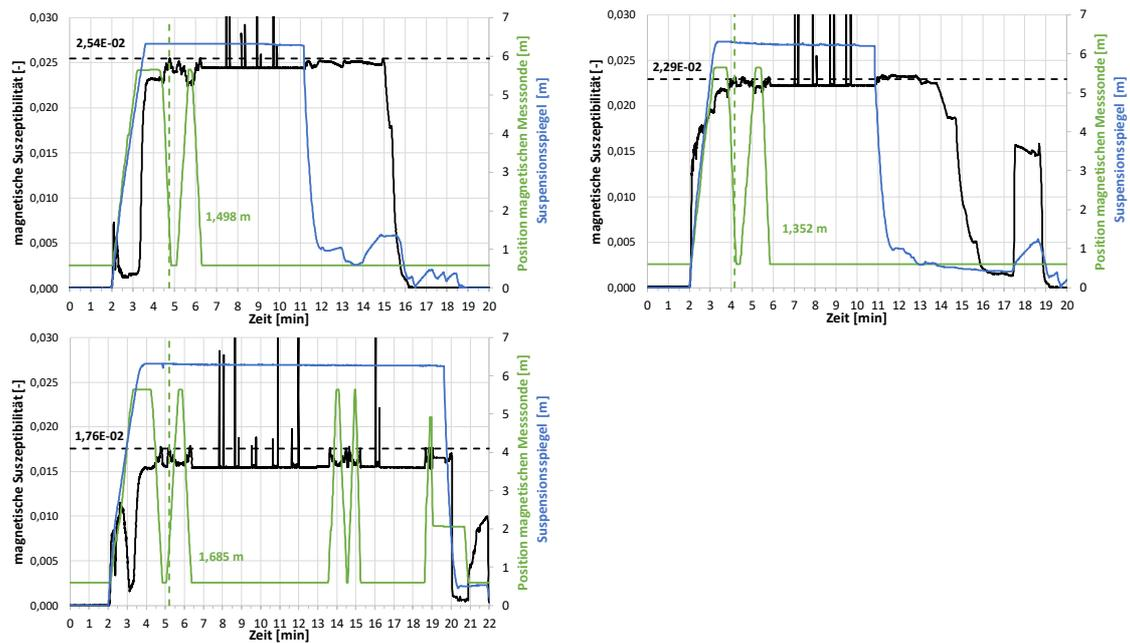 0,030
0,025
0,020
0,015
0,010
0,005
0,000
magnetische Suszeptibilität [-]
2,54E-02
1,498 m
0 1 2 3 4 5 6 7 8 9 10 11 12 13 14 15 16 17 18 19 20
Zeit [min]
7
6
5
4
3
2
1
0
Position magnetischen Messsonde [m]
Suspensionsspiegel [m]
0,030
0,025
0,020
0,015
0,010
0,005
0,000
magnetische Suszeptibilität [-]
2,29E-02
1,352 m
0 1 2 3 4 5 6 7 8 9 10 11 12 13 14 15 16 17 18 19 20
Zeit [min]
7
6
5
4
3
2
1
0
Position magnetischen Messsonde [m]
Suspensionsspiegel [m]
0,030
0,025
0,020
0,015
0,010
0,005
0,000
magnetische Suszeptibilität [-]
1,76E-02
1,685 m
0 1 2 3 4 5 6 7 8 9 10 11 12 13 14 15 16 17 18 19 20 21 22
Zeit [min]
7
6
5
4
3
2
1
0
Position magnetischen Messsonde [m]
Suspensionsspiegel [m]